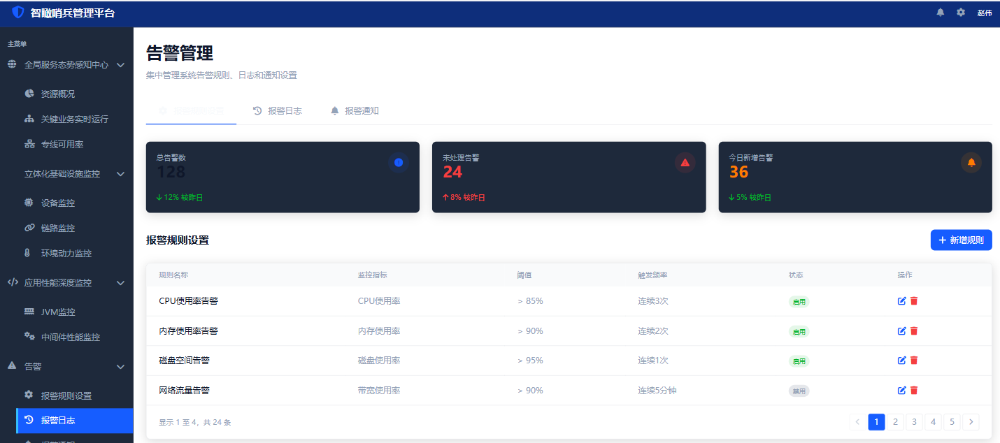 智瞰哨兵管理平台
赵伟
主菜单
全局服务态势感知中心
资源概况
关键业务实时运行
专线可用率
立体化基础设施监控
设备监控
链路监控
环境动力监控
应用性能深度监控
JVM监控
中间件性能监控
告警
报警规则设置
报警日志
告警管理
集中管理系统告警规则、日志和通知设置
报警日志 报警通知
总告警数
128
12% 较昨日
未处理告警
24
8% 较昨日
今日新增告警
36
5% 较昨日
报警规则设置
新增规则
规则名称 监控指标 阈值 触发频率 状态 操作
CPU使用率告警 CPU使用率 > 85% 连续3次 启用
内存使用率告警 内存使用率 > 90% 连续2次 启用
磁盘空间告警 磁盘使用率 > 95% 连续1次 启用
网络流量告警 带宽使用率 > 90% 连续5分钟 禁用
显示 1 至 4，共 24 条
1 2 3 4 5